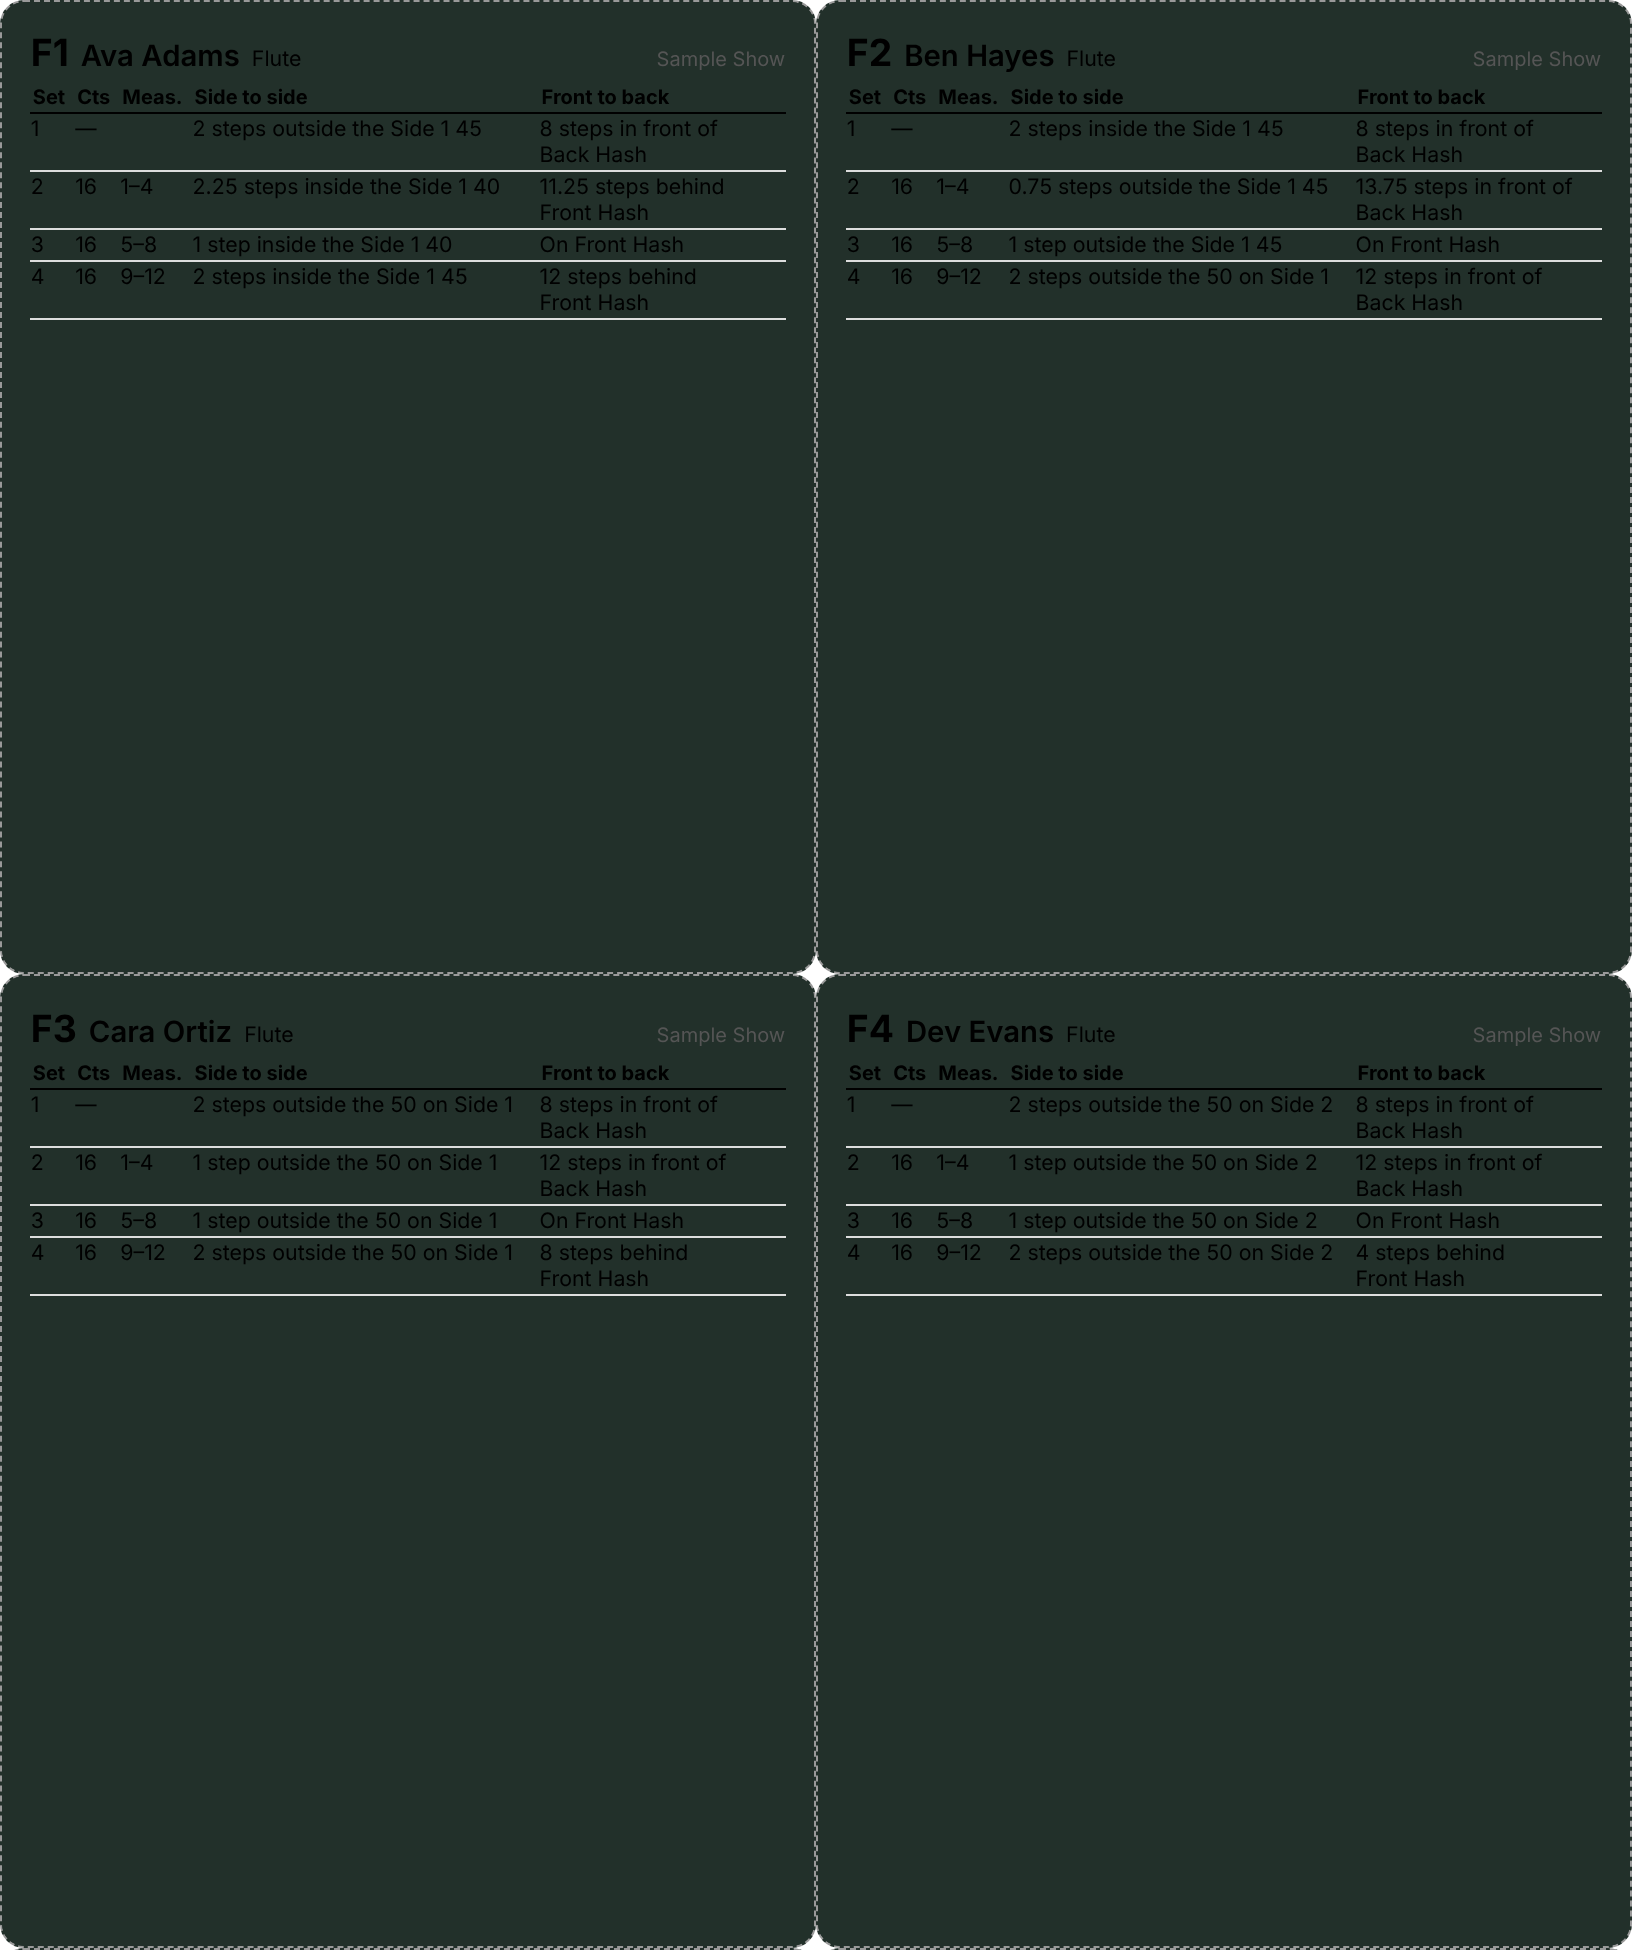 F1 Ava Adams Flute Sample Show
Set Cts Meas. Side to side Front to back
1 — 2 steps outside the Side 1 45 8 steps in front of
Back Hash
2 16 1–4 2.25 steps inside the Side 1 40 11.25 steps behind
Front Hash
3 16 5–8 1 step inside the Side 1 40 On Front Hash
4 16 9–12 2 steps inside the Side 1 45 12 steps behind
Front Hash
F2 Ben Hayes Flute Sample Show
Set Cts Meas. Side to side Front to back
1 — 2 steps inside the Side 1 45 8 steps in front of
Back Hash
2 16 1–4 0.75 steps outside the Side 1 45 13.75 steps in front of
Back Hash
3 16 5–8 1 step outside the Side 1 45 On Front Hash
4 16 9–12 2 steps outside the 50 on Side 1 12 steps in front of
Back Hash
F3 Cara Ortiz Flute Sample Show
Set Cts Meas. Side to side Front to back
1 — 2 steps outside the 50 on Side 1 8 steps in front of
Back Hash
2 16 1–4 1 step outside the 50 on Side 1 12 steps in front of
Back Hash
3 16 5–8 1 step outside the 50 on Side 1 On Front Hash
4 16 9–12 2 steps outside the 50 on Side 1 8 steps behind
Front Hash
F4 Dev Evans Flute Sample Show
Set Cts Meas. Side to side Front to back
1 — 2 steps outside the 50 on Side 2 8 steps in front of
Back Hash
2 16 1–4 1 step outside the 50 on Side 2 12 steps in front of
Back Hash
3 16 5–8 1 step outside the 50 on Side 2 On Front Hash
4 16 9–12 2 steps outside the 50 on Side 2 4 steps behind
Front Hash